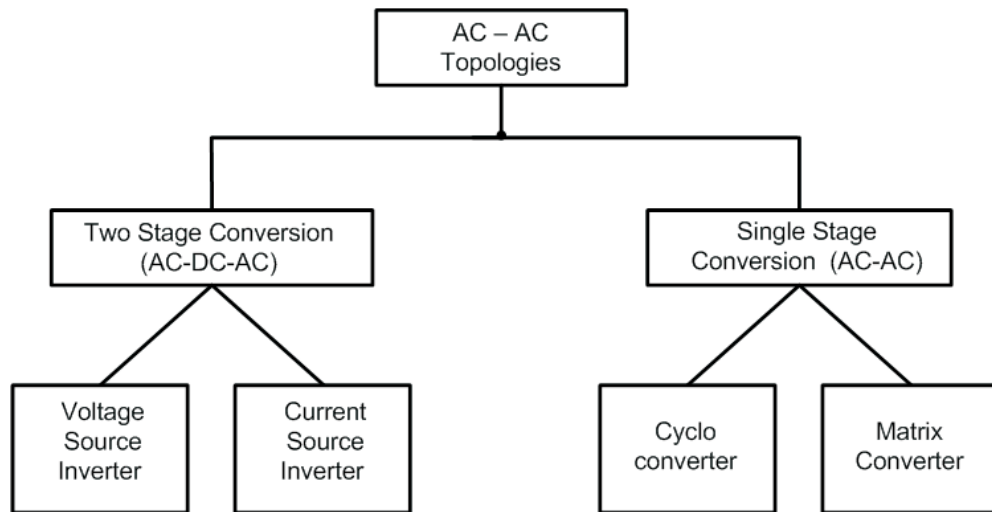 AC – AC
Topologies
Two Stage Conversion
(AC-DC-AC)
Single Stage
Conversion (AC-AC)
Voltage
Source
Inverter
Current
Source
Inverter
Cyclo
converter
Matrix
Converter